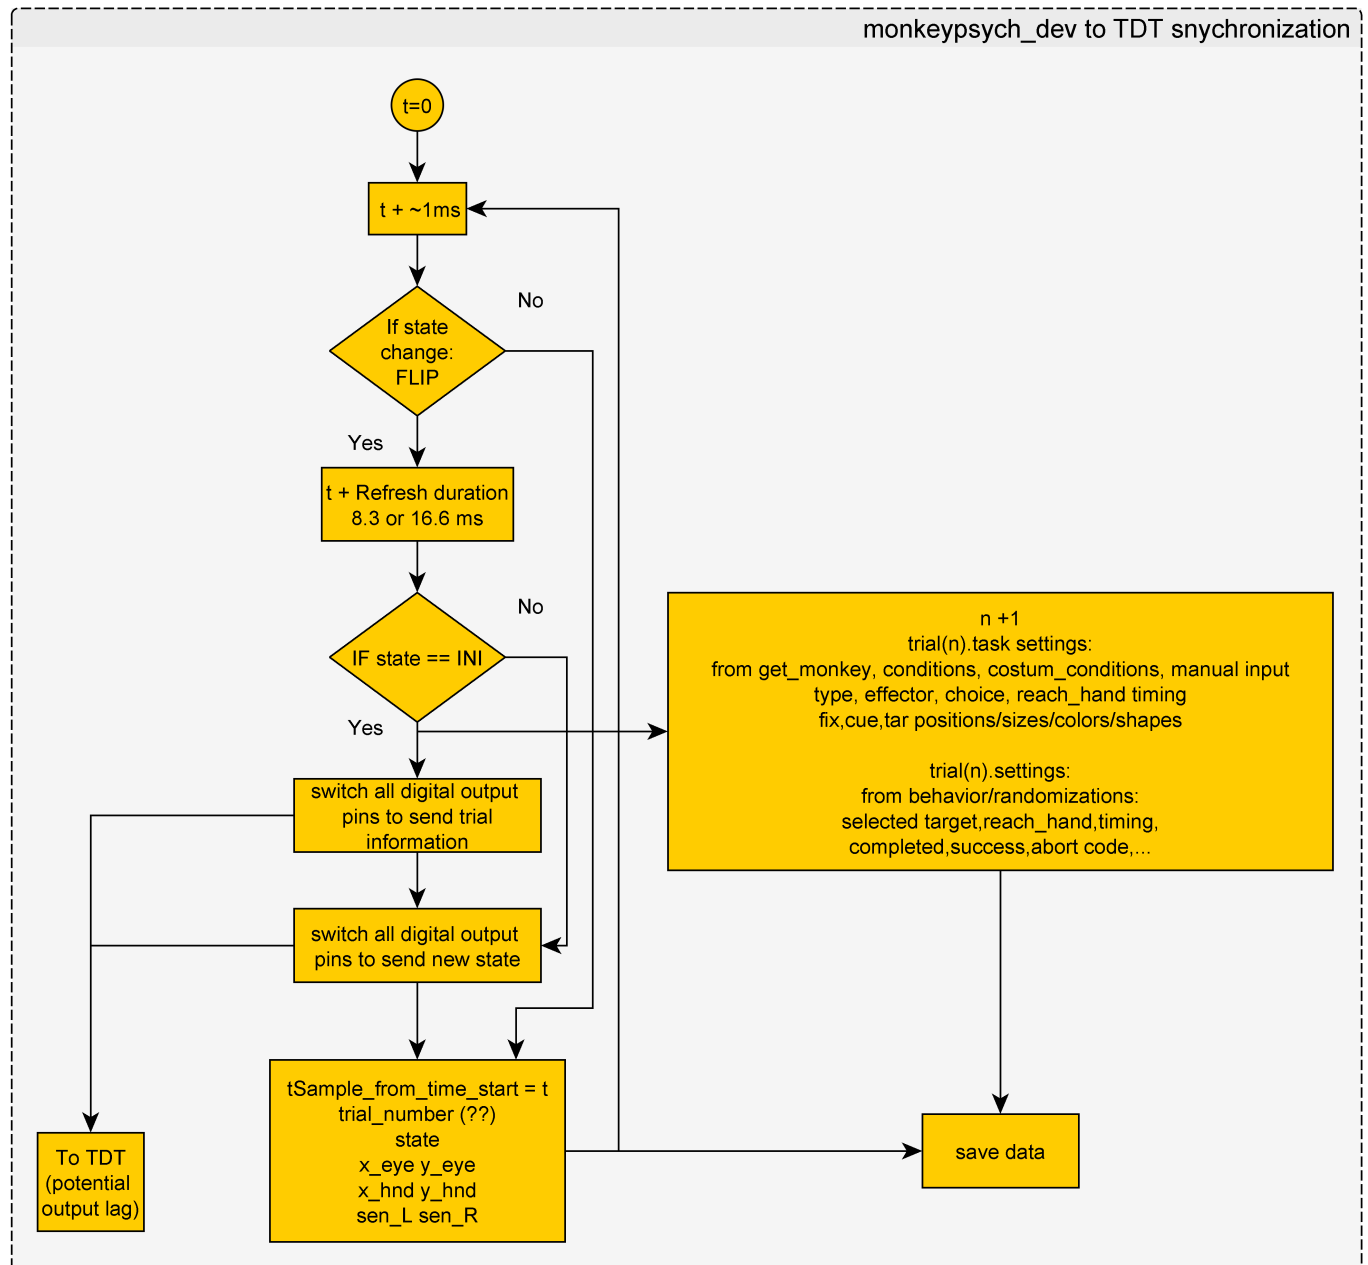 monkeypsych_dev to TDT snychronization
t=0
t + ~1ms
No
If state
change:
FLIP
Yes
t + Refresh duration
8.3 or 16.6 ms
No
IF state == INI
Yes
n +1
trial(n).task settings:
from get_monkey, conditions, costum_conditions, manual input
type, effector, choice, reach_hand timing
fix,cue,tar positions/sizes/colors/shapes
trial(n).settings:
from behavior/randomizations:
selected target,reach_hand,timing,
completed,success,abort code,...
switch all digital output
pins to send trial
information
switch all digital output
pins to send new state
tSample_from_time_start = t
trial_number (??)
state
x_eye y_eye
x_hnd y_hnd
sen_L sen_R
To TDT
(potential
output lag)
save data